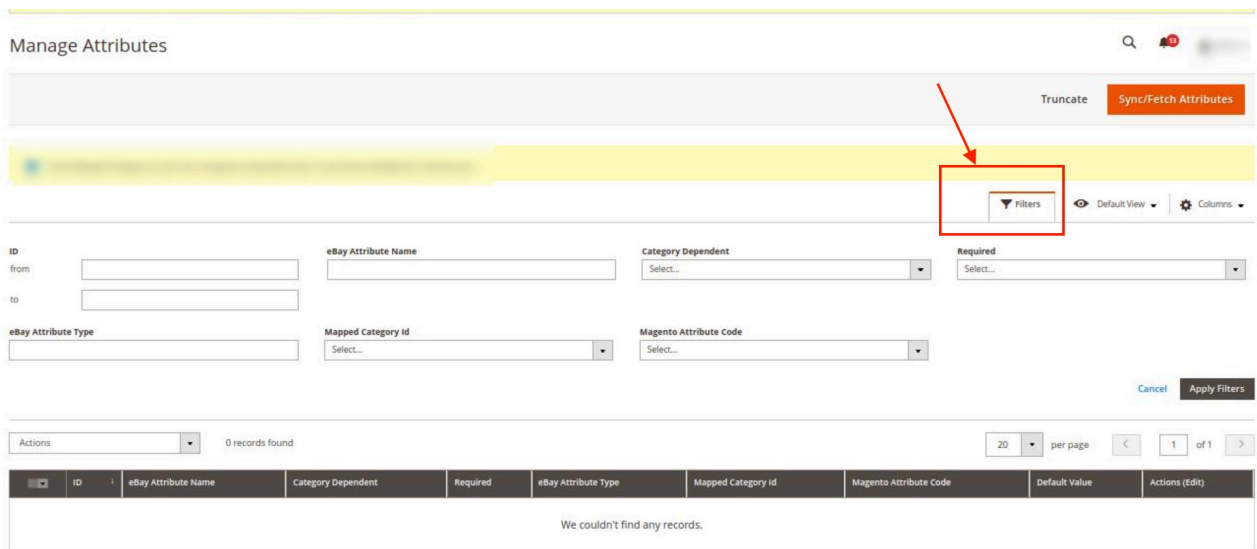 Manage Attributes
13
Truncate
Sync/Fetch Attributes
Filters
Default View
Columns
ID
eBay Attribute Name
Category Dependent
Required
from
Select...
Select...
to
eBay Attribute Type
Mapped Category Id
Magento Attribute Code
Select...
Select...
Cancel
Apply Filters
Actions
0 records found
20
per page
1
of 1
ID
eBay Attribute Name
Category Dependent
Required
eBay Attribute Type
Mapped Category Id
Magento Attribute Code
Default Value
Actions (Edit)
We couldn't find any records.